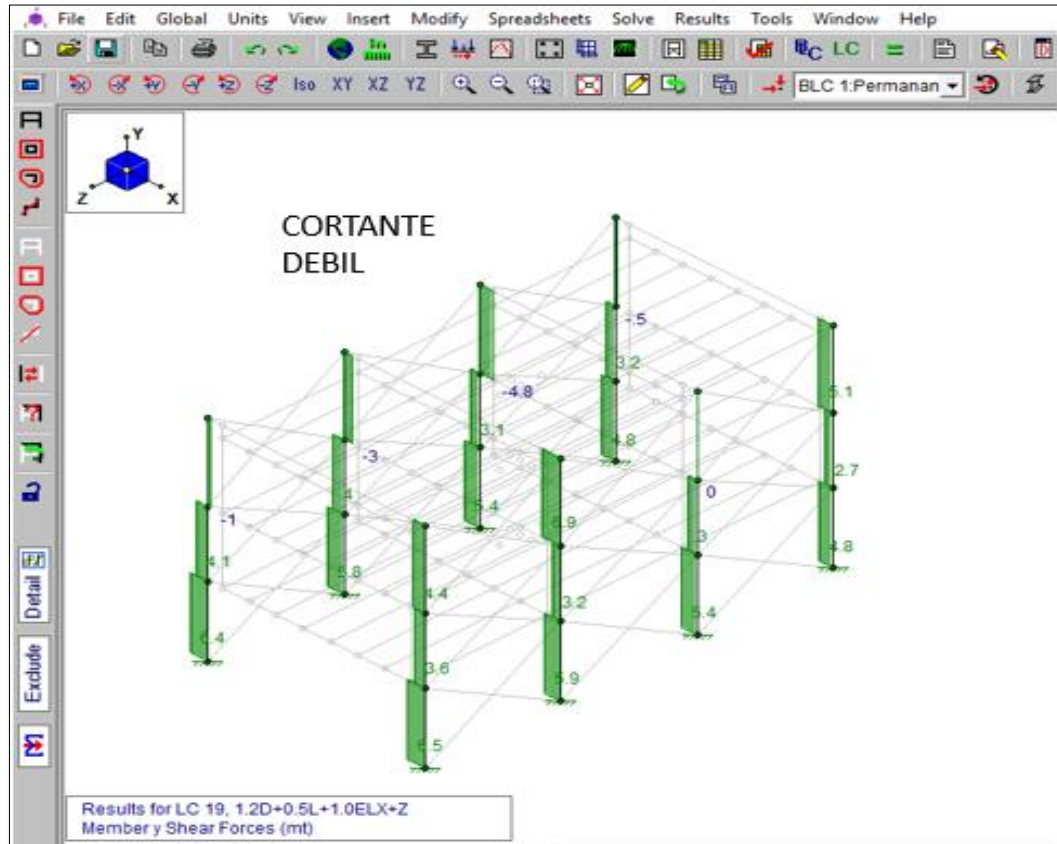 File Edit Global Units View Insert Modify Spreadsheets Solve Results Tools Window Help
LC
Iso XY XZ YZ BLC 1:Permanan
Y
Z X
CORTANTE
DEBIL
-.5
3.2
5.1
-4.8
3.1
4.8
2.7
-3
0
5.4
6.9
3
4.8
-1
4.1
4.4
3.2
5.4
3.6
5.9
Detail
Exclude
Results for LC 19, 1.2D+0.5L+1.0ELX+Z
Member y Shear Forces (mt)